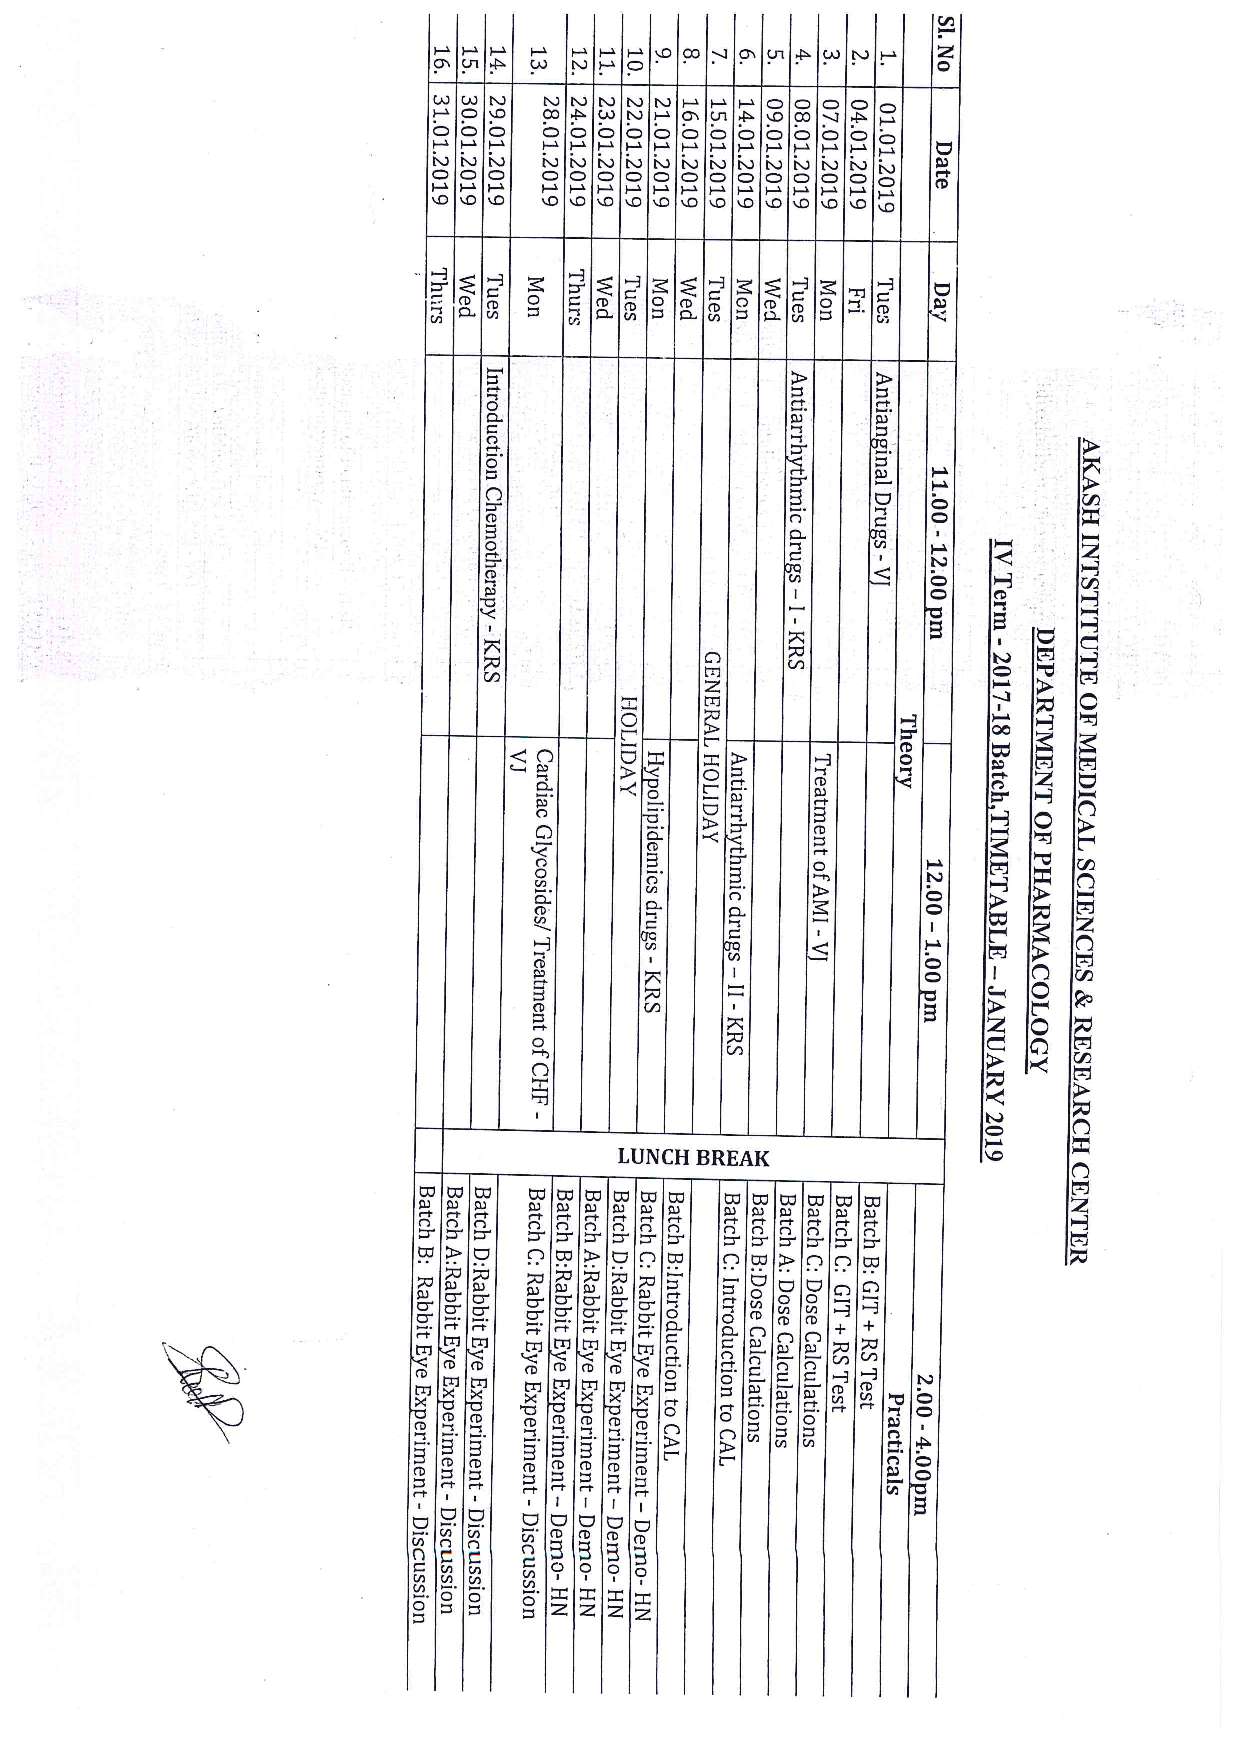 AKASH INTSTITUTE OF MEDICAL SCIENCES & RESEARCH CENTER
DEPARTMENT OF PHARMACOLOGY
IV Term - 2017-18 Batch,TIMETABLE – JANUARY 2019
Sl. No Date Day 11.00 - 12.00 pm 12.00 – 1.00 pm 2.00 - 4.00pm
Theory LUNCH BREAK Practicals
1. 01.01.2019 Tues Antianginal Drugs - VJ Batch B: GIT + RS Test
2. 04.01.2019 Fri Batch C: GIT + RS Test
3. 07.01.2019 Mon Treatment of AMI - VJ Batch C: Dose Calculations
4. 08.01.2019 Tues Antiarrhythmic drugs – I - KRS Batch A: Dose Calculations
5. 09.01.2019 Wed Batch B:Dose Calculations
6. 14.01.2019 Mon Antiarrhythmic drugs – II - KRS Batch C: Introduction to CAL
7. 15.01.2019 Tues GENERAL HOLIDAY
8. 16.01.2019 Wed Batch B:Introduction to CAL
9. 21.01.2019 Mon Hypolipidemics drugs - KRS Batch C: Rabbit Eye Experiment – Demo- HN
10. 22.01.2019 Tues HOLIDAY Batch D:Rabbit Eye Experiment – Demo- HN
11. 23.01.2019 Wed Batch A:Rabbit Eye Experiment – Demo- HN
12. 24.01.2019 Thurs Batch B:Rabbit Eye Experiment – Demo- HN
13. 28.01.2019 Mon Cardiac Glycosides/ Treatment of CHF - Batch C: Rabbit Eye Experiment - Discussion
VJ
14. 29.01.2019 Tues Introduction Chemotherapy - KRS Batch D:Rabbit Eye Experiment - Discussion
15. 30.01.2019 Wed Batch A:Rabbit Eye Experiment - Discussion
16. 31.01.2019 Thurs Batch B: Rabbit Eye Experiment - Discussion